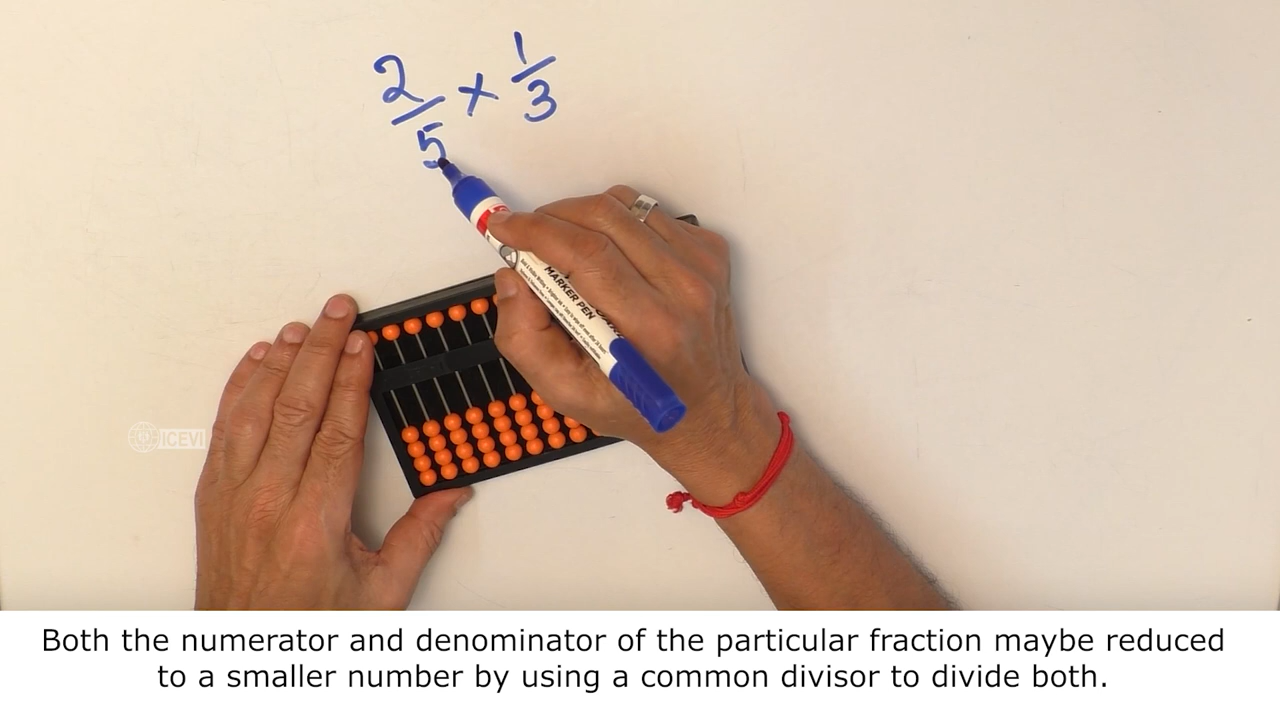 2/5 × 1/3
MARKER PEN
ICEVI
Both the numerator and denominator of the particular fraction maybe reduced
to a smaller number by using a common divisor to divide both.